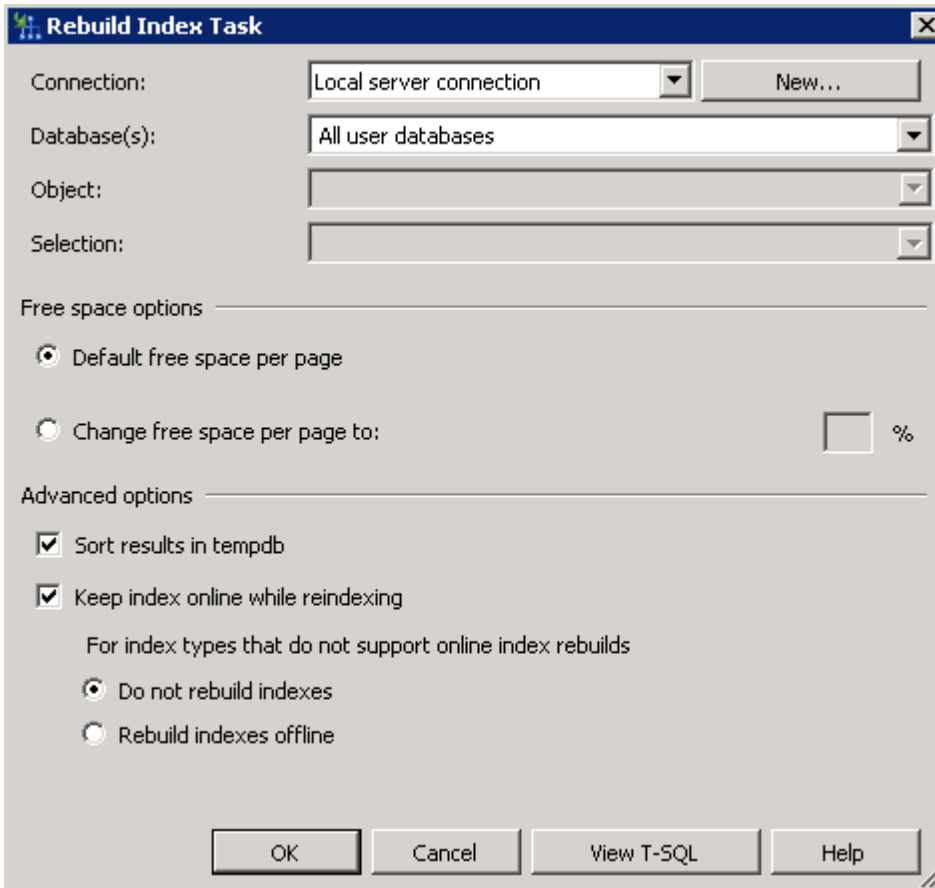 Rebuild Index Task
Connection: Local server connection New...
Database(s): All user databases
Object:
Selection:
Free space options
Default free space per page
Change free space per page to: %
Advanced options
Sort results in tempdb
Keep index online while reindexing
For index types that do not support online index rebuilds
Do not rebuild indexes
Rebuild indexes offline
OK Cancel View T-SQL Help